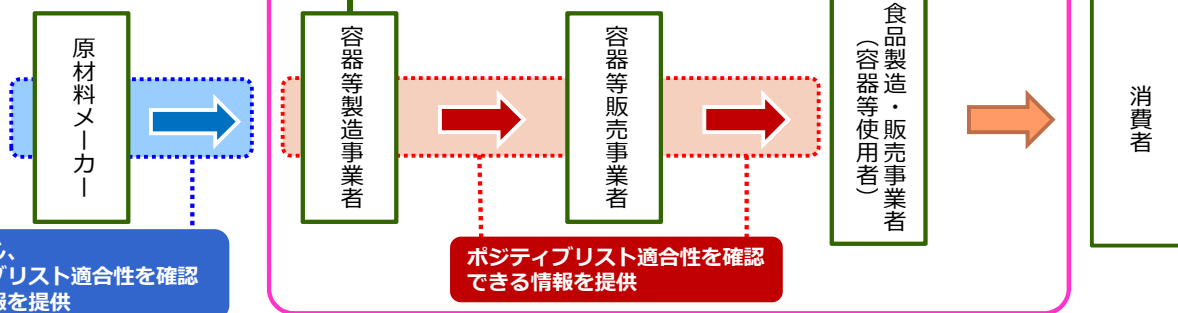 原材料メーカー
容器等製造事業者
容器等販売事業者
食品製造・販売事業者
（容器等使用者）
消費者
、
リスト適合性を確認
を提供
ポジティブリスト適合性を確認
できる情報を提供